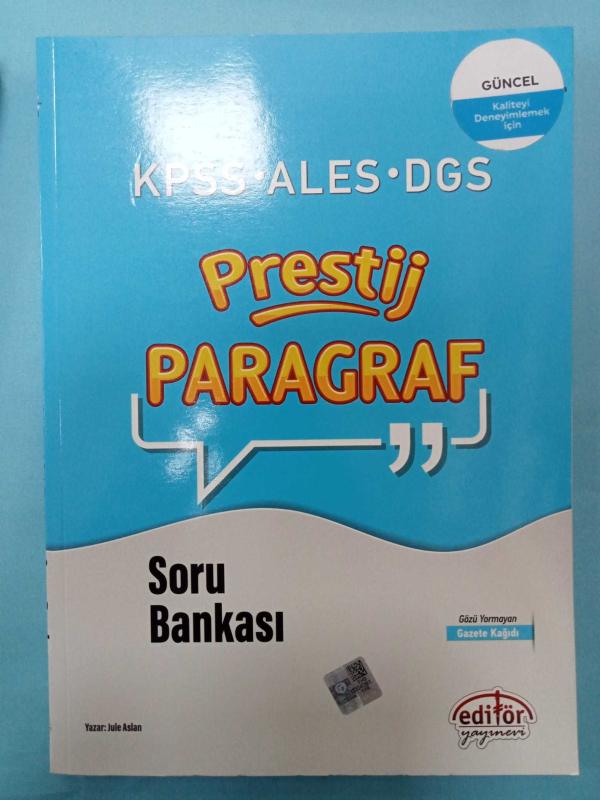 GÜNCEL
Kaliteyi
Deneyimlemek
için
KPSS•ALES•DGS
Prestij
PARAGRAF
Soru
Bankası
Gözü Yormayan
Gazete Kağıdı
editör
yayınevi
Yazar: Jule Aslan